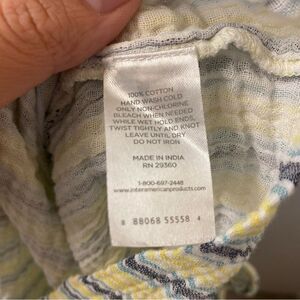 100% COTTON
HAND WASH COLD
ONLY NON-CHLORINE
BLEACH WHEN NEEDED
WHILE WET HOLD ENDS,
TWIST TIGHTLY AND KNOT
LEAVE UNTIL DRY
DO NOT IRON
MADE IN INDIA
RN 29360
1-800-697-2448
www.interamericanproducts.com
8 88068 55558 4